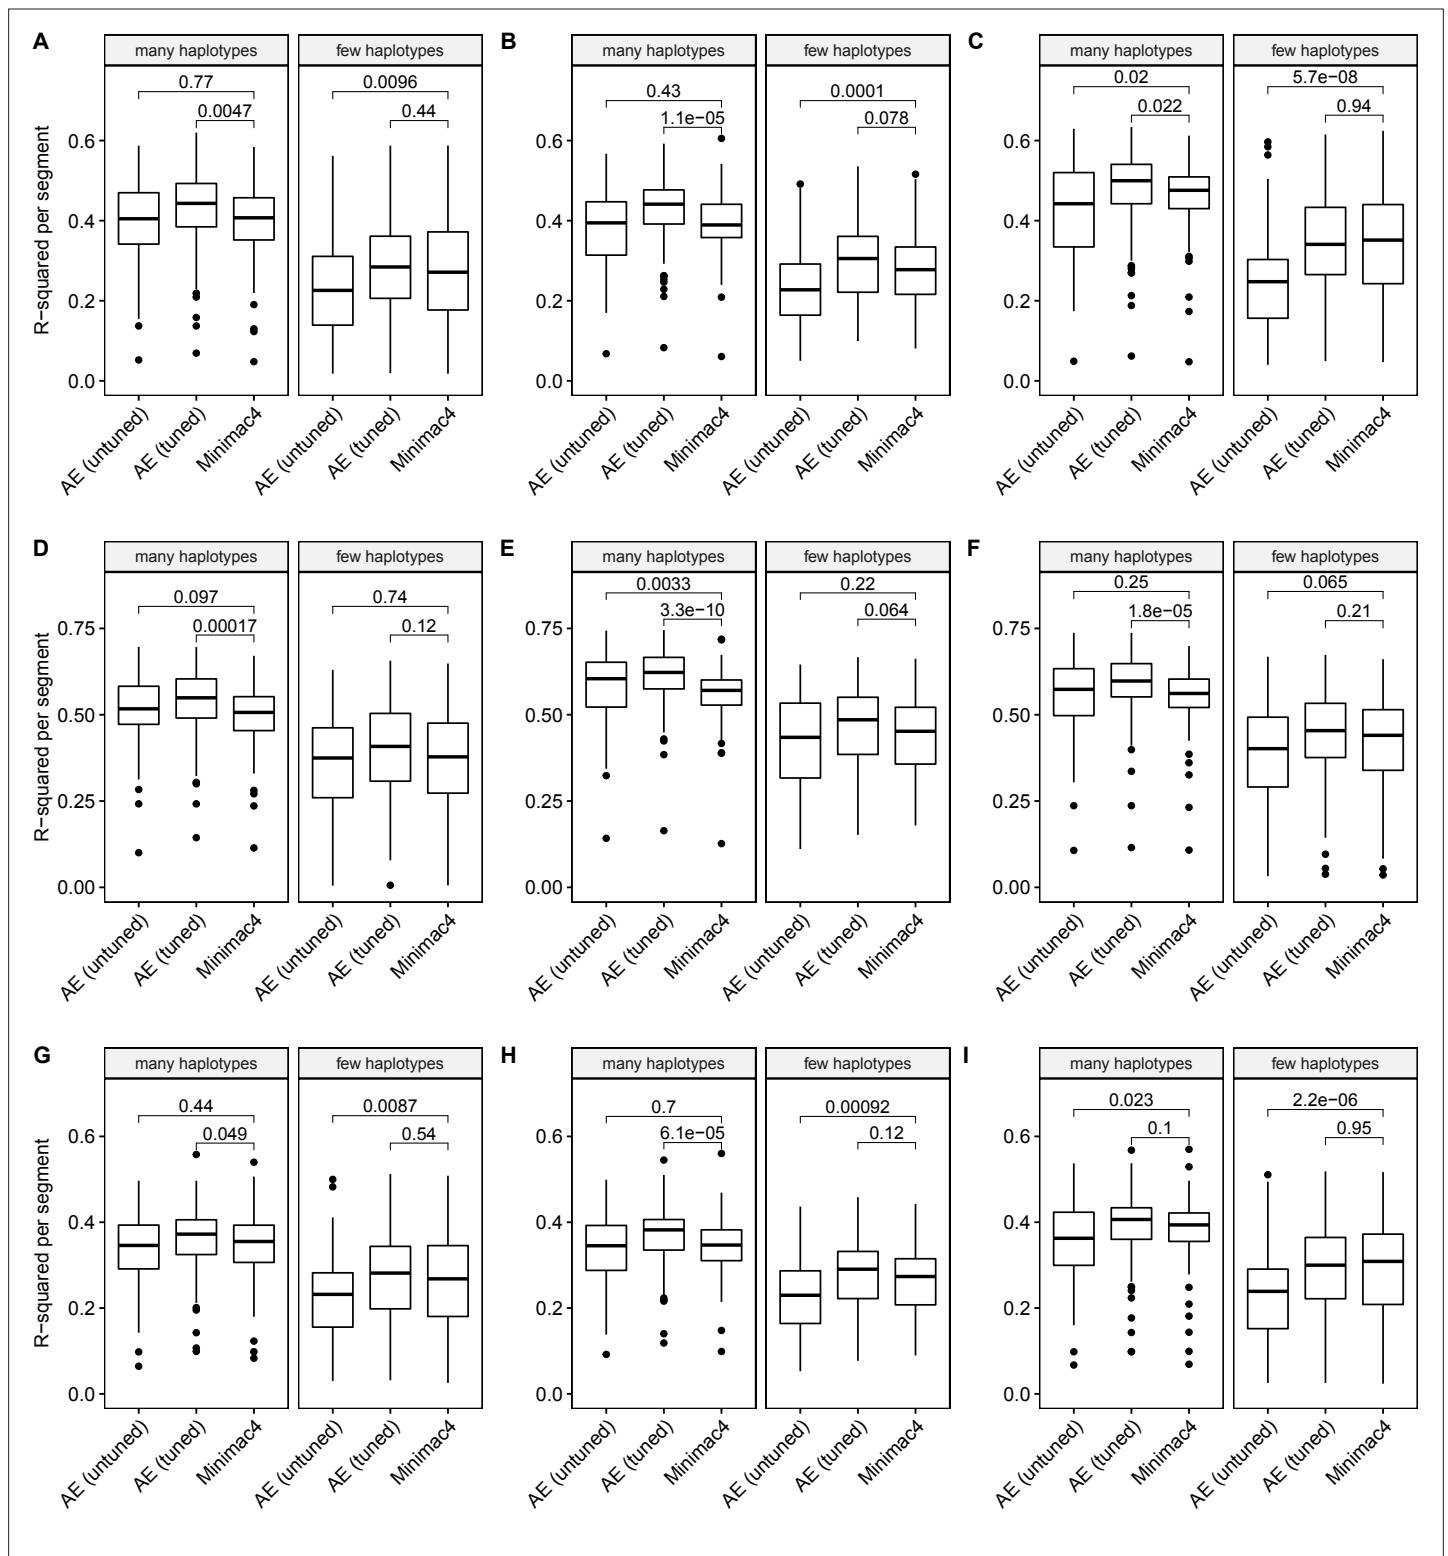 A
many haplotypes
few haplotypes
B
many haplotypes
few haplotypes
C
many haplotypes
few haplotypes
R−squared per segment
0.6
0.4
0.2
0.0
0.77
0.0047
0.0096
0.44
0.6
0.4
0.2
0.0
0.43
1.1e−05
0.0001
0.078
0.6
0.4
0.2
0.0
0.02
0.022
5.7e−08
0.94
AE (untuned)
AE (tuned)
Minimac4
AE (untuned)
AE (tuned)
Minimac4
AE (untuned)
AE (tuned)
Minimac4
AE (untuned)
AE (tuned)
Minimac4
AE (untuned)
AE (tuned)
Minimac4
AE (untuned)
AE (tuned)
Minimac4
D
many haplotypes
few haplotypes
E
many haplotypes
few haplotypes
F
many haplotypes
few haplotypes
R−squared per segment
0.75
0.50
0.25
0.00
0.097
0.00017
0.74
0.12
0.75
0.50
0.25
0.00
0.0033
3.3e−10
0.22
0.064
0.75
0.50
0.25
0.00
0.25
1.8e−05
0.065
0.21
AE (untuned)
AE (tuned)
Minimac4
AE (untuned)
AE (tuned)
Minimac4
AE (untuned)
AE (tuned)
Minimac4
AE (untuned)
AE (tuned)
Minimac4
AE (untuned)
AE (tuned)
Minimac4
AE (untuned)
AE (tuned)
Minimac4
G
many haplotypes
few haplotypes
H
many haplotypes
few haplotypes
I
many haplotypes
few haplotypes
R−squared per segment
0.6
0.4
0.2
0.0
0.44
0.049
0.0087
0.54
0.6
0.4
0.2
0.0
0.7
6.1e−05
0.00092
0.12
0.6
0.4
0.2
0.0
0.023
0.1
2.2e−06
0.95
AE (untuned)
AE (tuned)
Minimac4
AE (untuned)
AE (tuned)
Minimac4
AE (untuned)
AE (tuned)
Minimac4
AE (untuned)
AE (tuned)
Minimac4
AE (untuned)
AE (tuned)
Minimac4
AE (untuned)
AE (tuned)
Minimac4